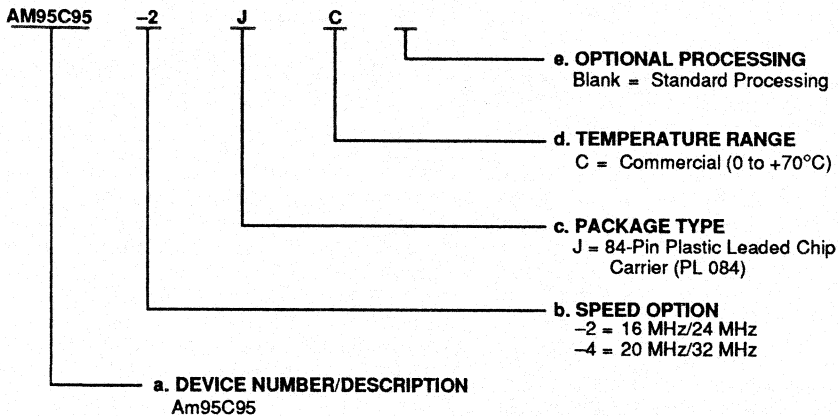 AM95C95 –2 J C
e. OPTIONAL PROCESSING
Blank = Standard Processing
d. TEMPERATURE RANGE
C = Commercial (0 to +70°C)
c. PACKAGE TYPE
J = 84-Pin Plastic Leaded Chip
Carrier (PL 084)
b. SPEED OPTION
–2 = 16 MHz/24 MHz
–4 = 20 MHz/32 MHz
a. DEVICE NUMBER/DESCRIPTION
Am95C95